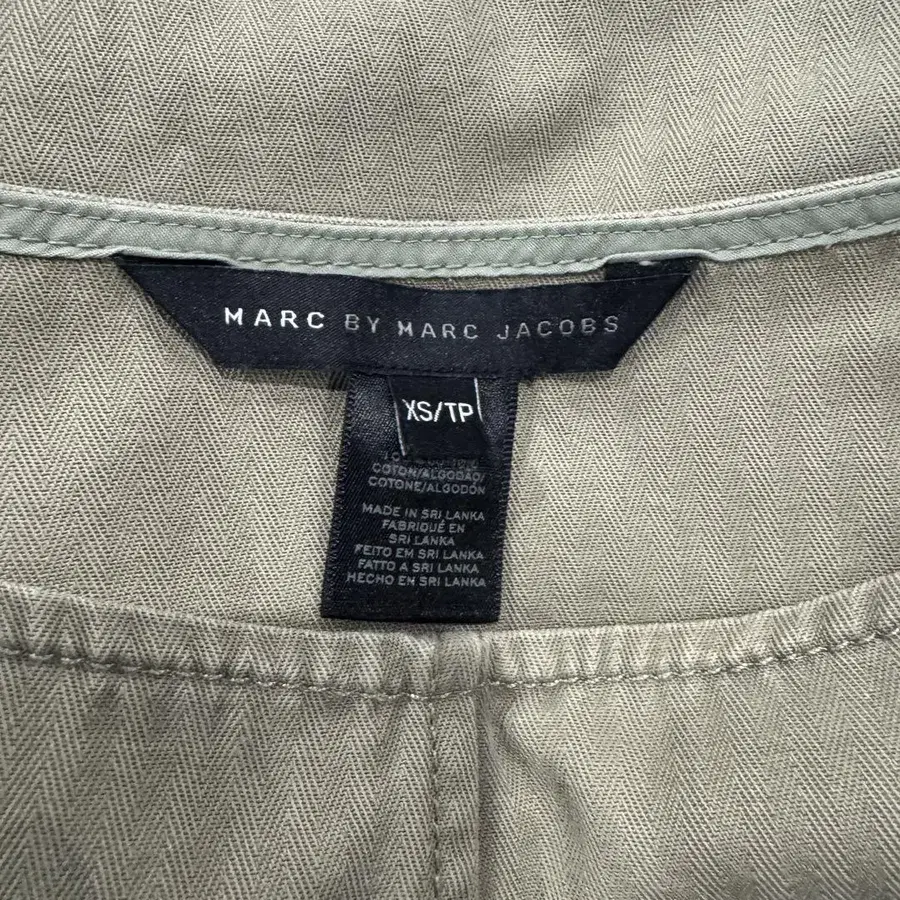 MARC BY MARC JACOBS
XS/TP
COTON/ALGODÃO/
COTONE/ALGODÓN
MADE IN SRI LANKA
FABRIQUÉ EN
SRI LANKA
FEITO EM SRI LANKA
FATTO A SRI LANKA
HECHO EN SRI LANKA